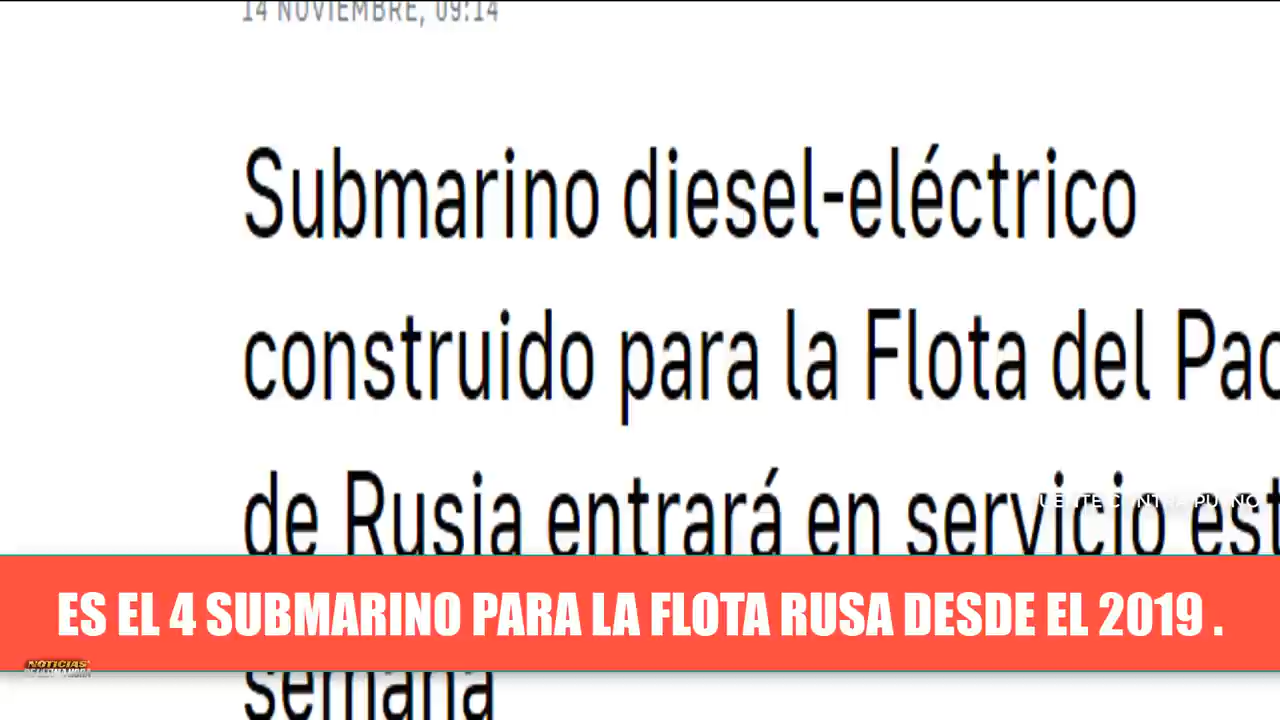 14 NOVIEMBRE, 09:14
Submarino diesel-eléctrico
construido para la Flota del Pac
de Rusia entrará en servicio est
ES EL 4 SUBMARINO PARA LA FLOTA RUSA DESDE EL 2019 .
NOTICIAS
semana